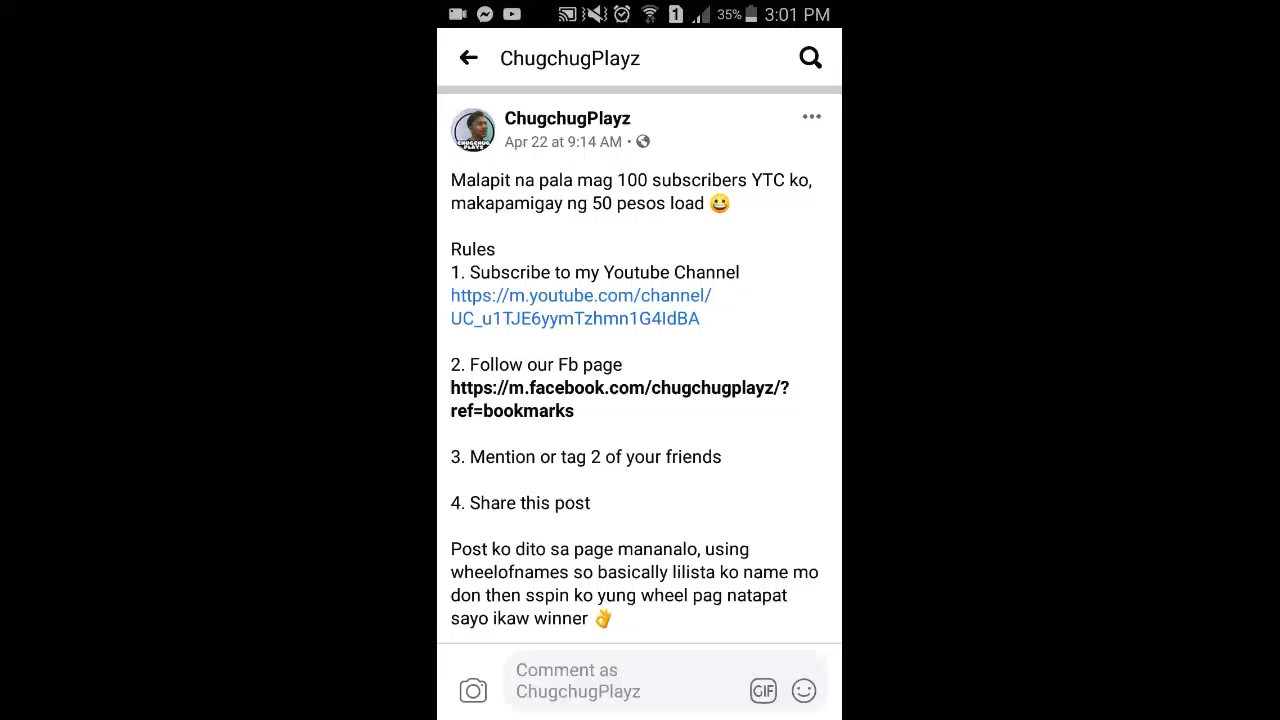 1 35% 3:01 PM
ChugchugPlayz
ChugchugPlayz
CHUGCHUG
PLAYZ
Apr 22 at 9:14 AM •
Malapit na pala mag 100 subscribers YTC ko,
makapamigay ng 50 pesos load 😀
Rules
1. Subscribe to my Youtube Channel
https://m.youtube.com/channel/
UC_u1TJE6yymTzhmn1G4IdBA
2. Follow our Fb page
https://m.facebook.com/chugchugplayz/?
ref=bookmarks
3. Mention or tag 2 of your friends
4. Share this post
Post ko dito sa page mananalo, using
wheelofnames so basically lilista ko name mo
don then sspin ko yung wheel pag natapat
sayo ikaw winner 👌
Comment as
ChugchugPlayz
GIF